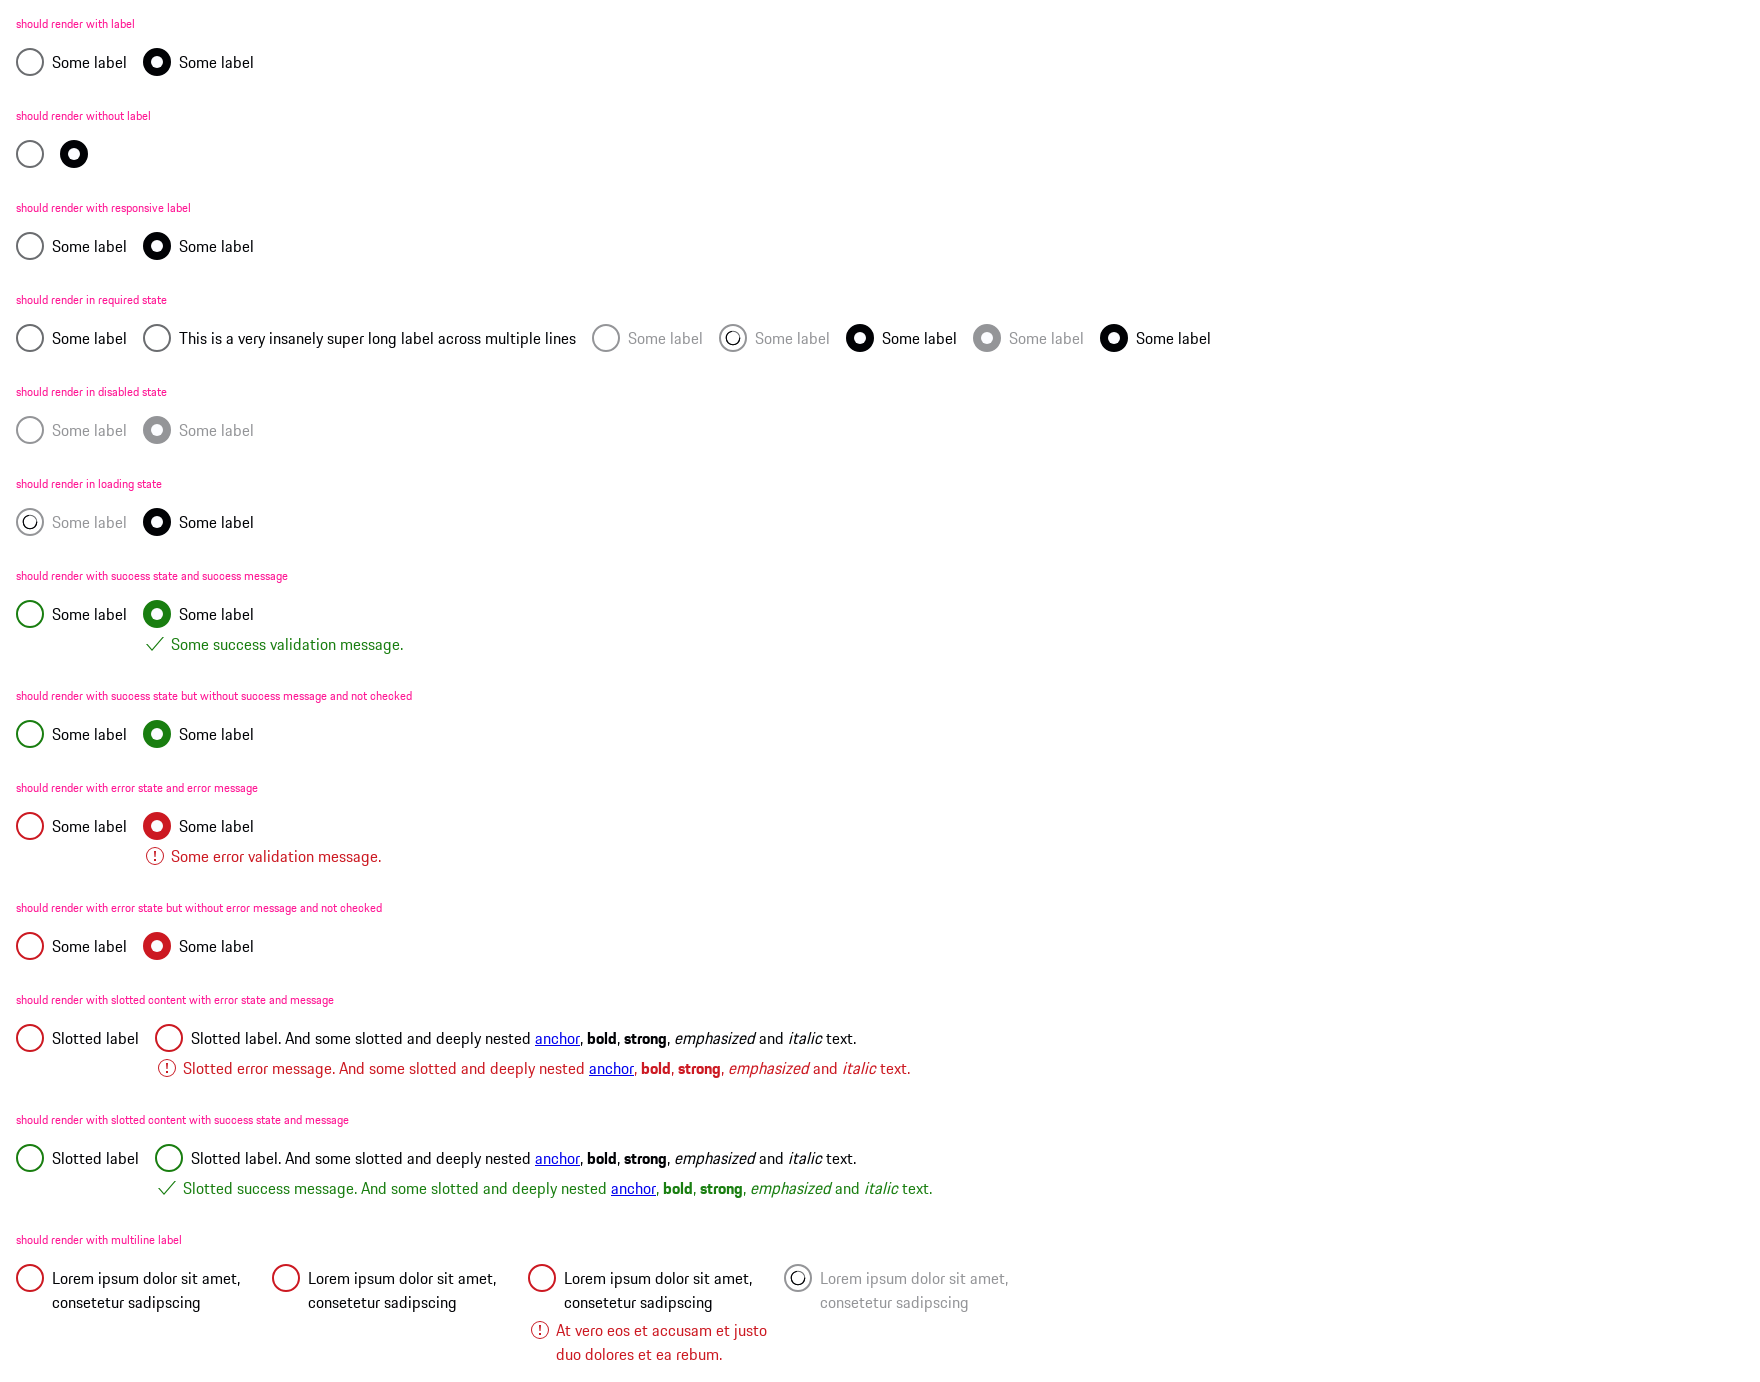 should render with label
Some label Some label
should render without label
should render with responsive label
Some label Some label
should render in required state
Some label This is a very insanely super long label across multiple lines Some label Some label Some label Some label Some label
should render in disabled state
Some label Some label
should render in loading state
Some label Some label
should render with success state and success message
Some label Some label
Some success validation message.
should render with success state but without success message and not checked
Some label Some label
should render with error state and error message
Some label Some label
Some error validation message.
should render with error state but without error message and not checked
Some label Some label
should render with slotted content with error state and message
Slotted label Slotted label. And some slotted and deeply nested anchor, bold, strong, emphasized and italic text.
Slotted error message. And some slotted and deeply nested anchor, bold, strong, emphasized and italic text.
should render with slotted content with success state and message
Slotted label Slotted label. And some slotted and deeply nested anchor, bold, strong, emphasized and italic text.
Slotted success message. And some slotted and deeply nested anchor, bold, strong, emphasized and italic text.
should render with multiline label
Lorem ipsum dolor sit amet, Lorem ipsum dolor sit amet, Lorem ipsum dolor sit amet, Lorem ipsum dolor sit amet,
consetetur sadipscing consetetur sadipscing consetetur sadipscing consetetur sadipscing
At vero eos et accusam et justo
duo dolores et ea rebum.